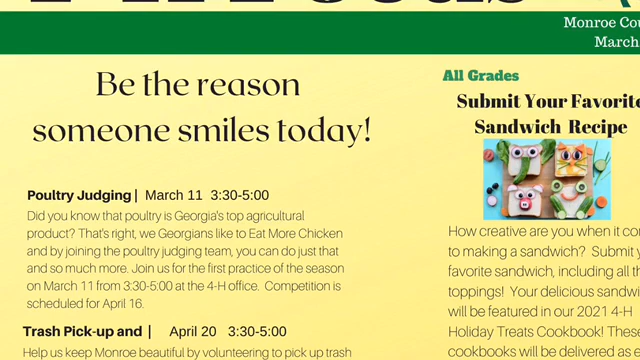 Monroe Cou
March
Be the reason
someone smiles today!
Poultry Judging | March 11 3:30-5:00
Did you know that poultry is Georgia's top agricultural
product? That's right, we Georgians like to Eat More Chicken
and by joining the poultry judging team, you can do just that
and so much more. Join us for the first practice of the season
on March 11 from 3:30-5:00 at the 4-H office. Competition is
scheduled for April 16.
Trash Pick-up and | April 20 3:30-5:00
Help us keep Monroe beautiful by volunteering to pick up trash
All Grades
Submit Your Favorite
Sandwich Recipe
How creative are you when it com
to making a sandwich? Submit y
favorite sandwich, including all th
toppings! Your delicious sandwi
will be featured in our 2021 4-H
Holiday Treats Cookbook! These
cookbooks will be delivered as e